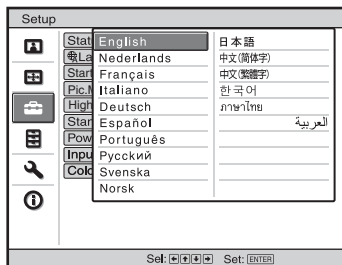 Setup
Stat
La
Start
Pic.M
High
Stan
Pow
Inpu
Colo
English
Nederlands
Français
Italiano
Deutsch
Español
Português
Русский
Svenska
Norsk
日本語
中文(简体字)
中文(繁體字)
한국어
ภาษาไทย
العربية
Sel: Set: ENTER